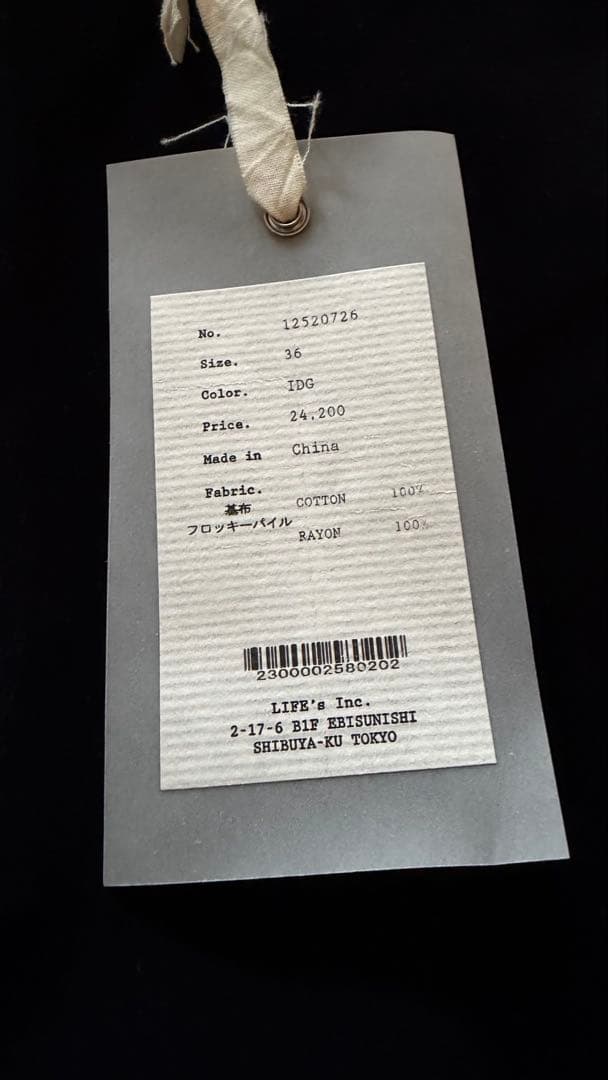 No. 12520726
Size. 36
Color. IDG
Price. 24,200
Made in China
Fabric.
基布 COTTON 100%
フロッキーパイル RAYON 100%
2300002580202
LIFE's Inc.
2-17-6 B1F EBISUNISHI
SHIBUYA-KU TOKYO